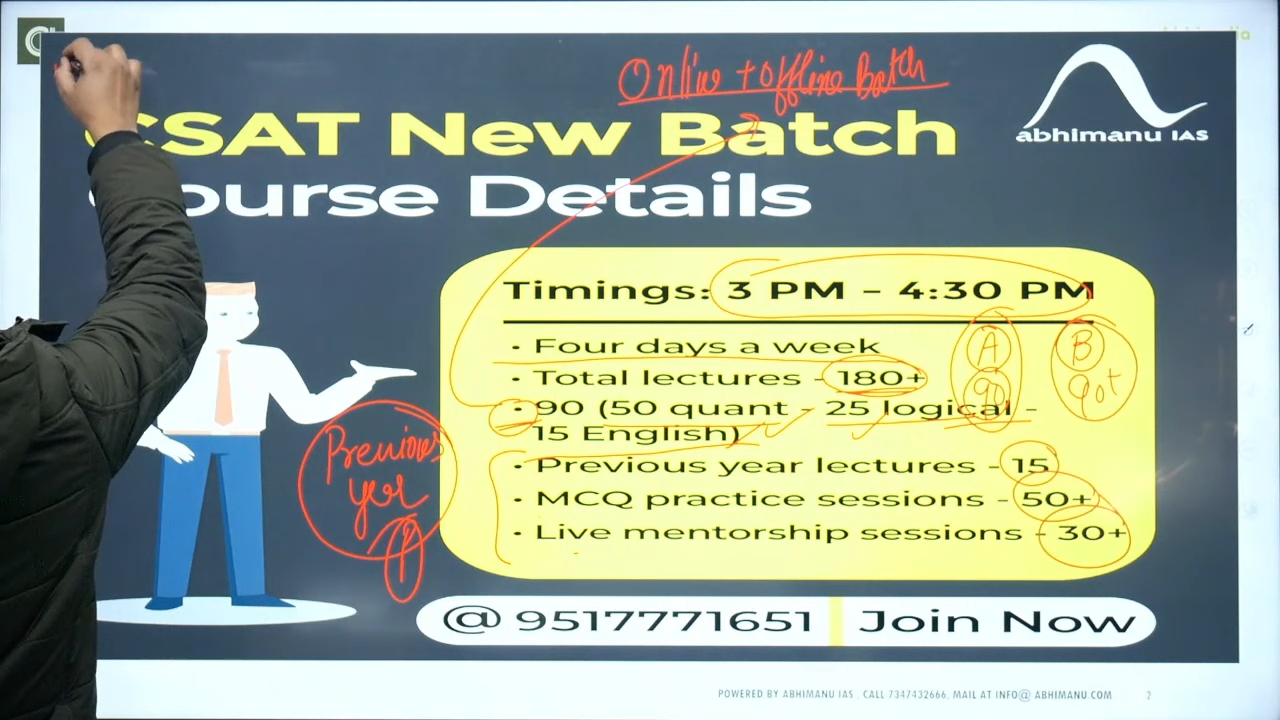 Online + offline Batch
CSAT New Batch
Course Details
abhimanu IAS
Timings: 3 PM – 4:30 PM
• Four days a week
• Total lectures - 180+
• 90 (50 quant - 25 logical -
15 English)
• Previous year lectures - 15
• MCQ practice sessions - 50+
• Live mentorship sessions - 30+
A
90
B
90+
Previous
year
@ 9517771651 Join Now
POWERED BY ABHIMANU IAS , CALL 7347432666, MAIL AT INFO@ ABHIMANU.COM 2